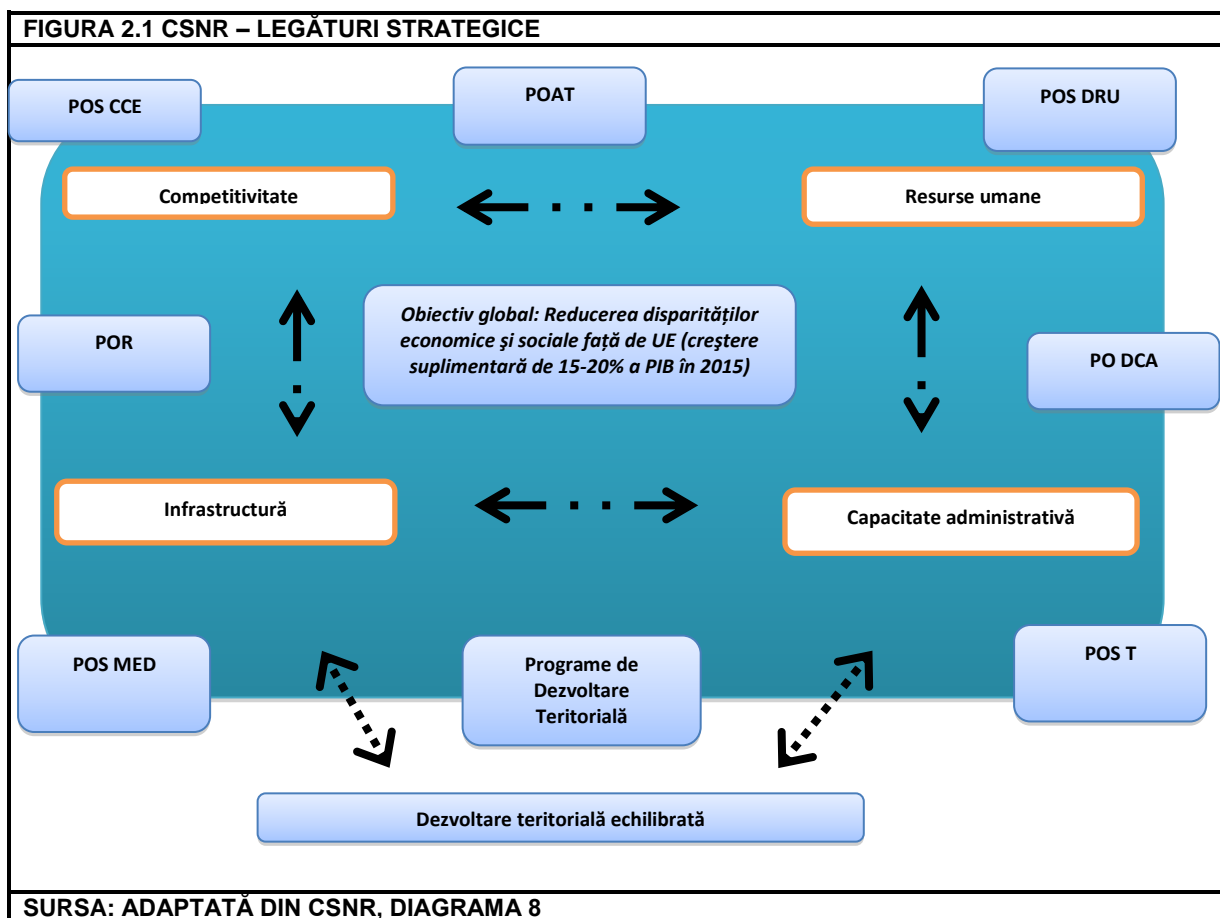 FIGURA 2.1 CSNR – LEGĂTURI STRATEGICE
POS CCE
POAT
POS DRU
Competitivitate
Resurse umane
Obiectiv global: Reducerea disparităților
economice şi sociale față de UE (creştere
suplimentară de 15-20% a PIB în 2015)
POR
PO DCA
Infrastructură
Capacitate administrativă
POS MED
Programe de
Dezvoltare
Teritorială
POS T
Dezvoltare teritorială echilibrată
SURSA: ADAPTATĂ DIN CSNR, DIAGRAMA 8